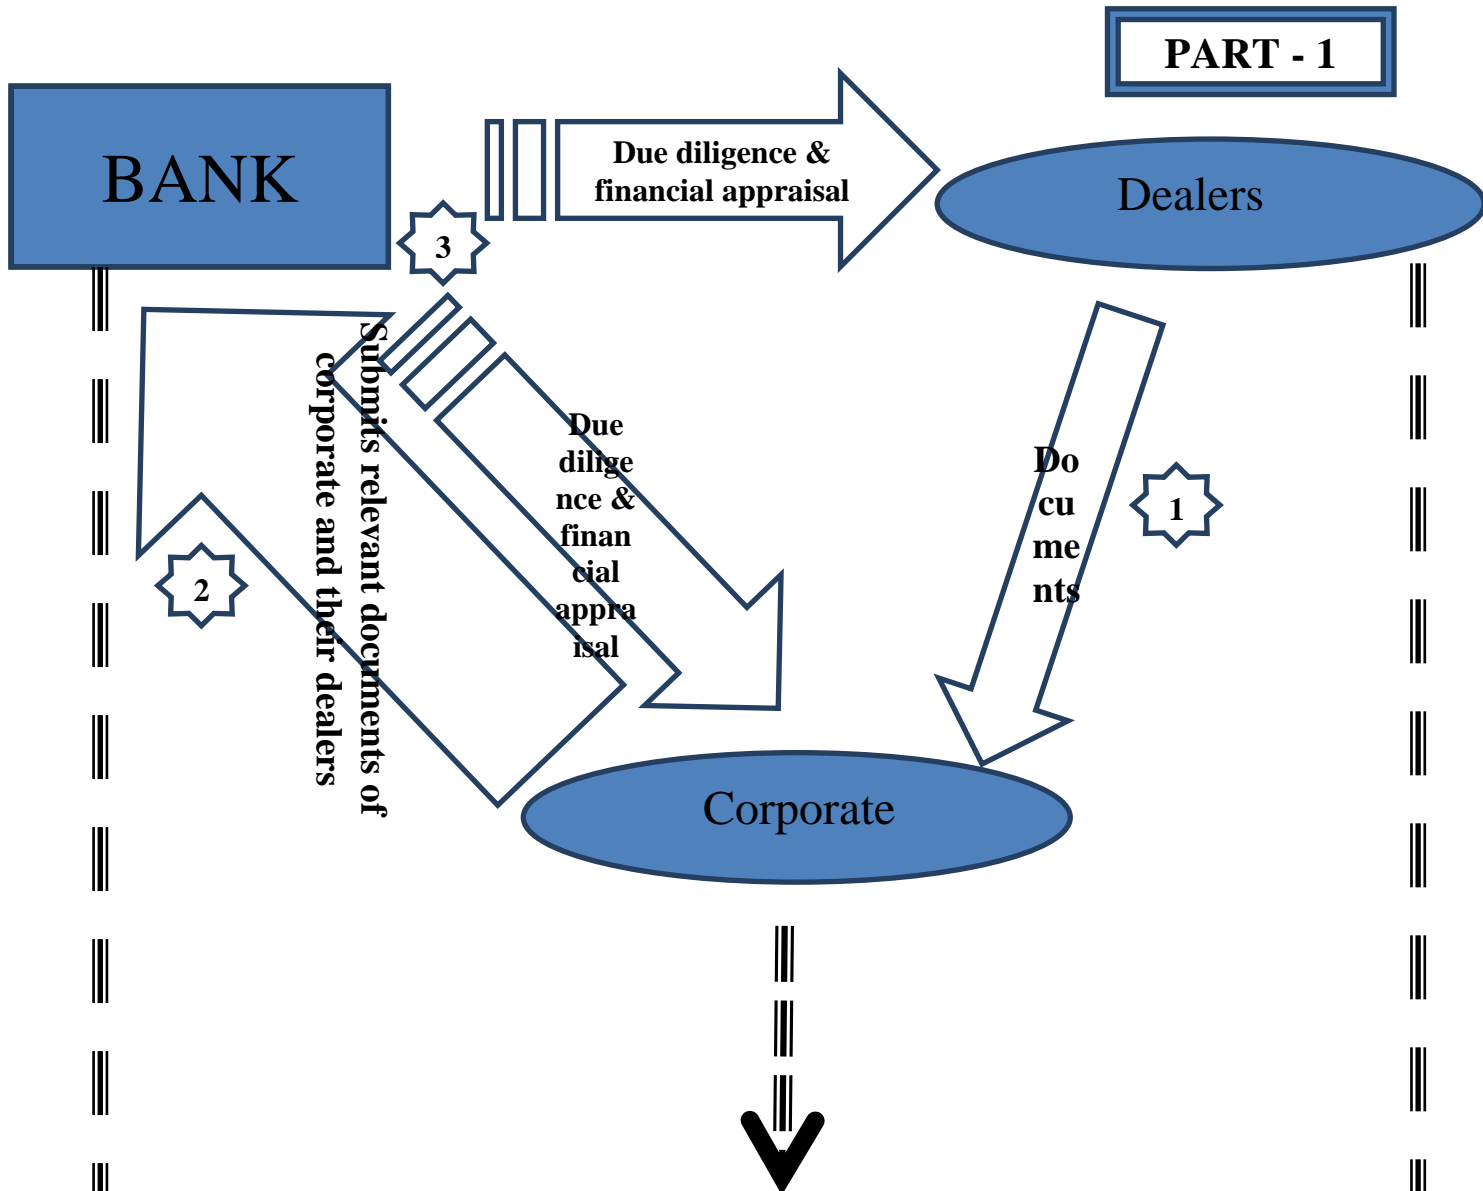 PART - 1
BANK
Due diligence &
financial appraisal
Dealers
3
Submits relevant documents of
corporate and their dealers
Due
dilige
nce &
finan
cial
appra
isal
Do
cu
me
nts
1
2
Corporate